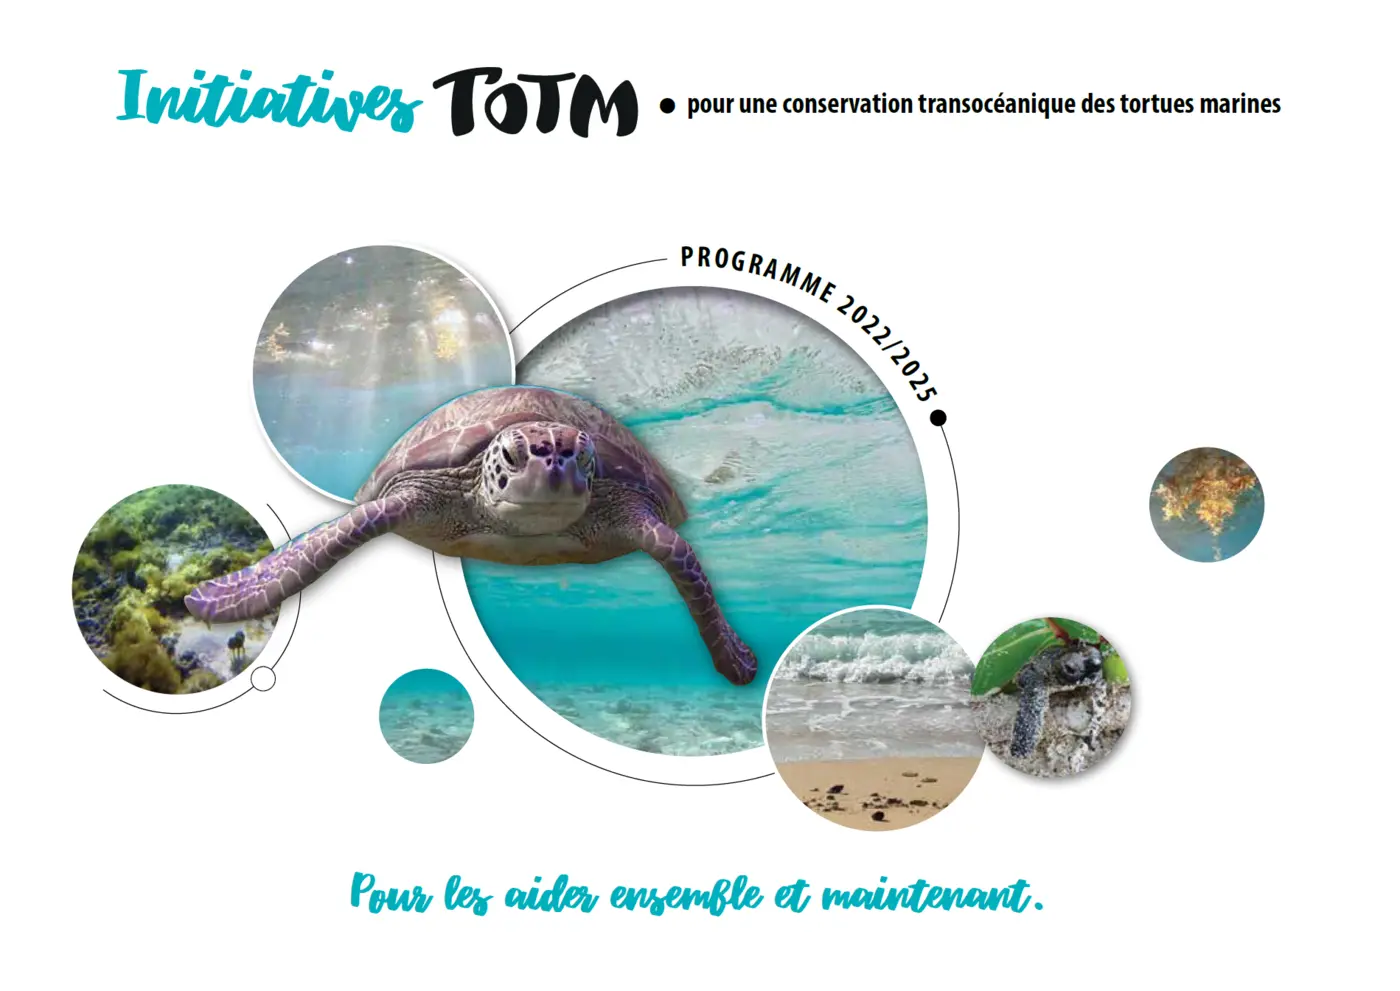 Initiatives TOTM • pour une conservation transocéanique des tortues marines
PROGRAMME 2022/2025
Pour les aider ensemble et maintenant.